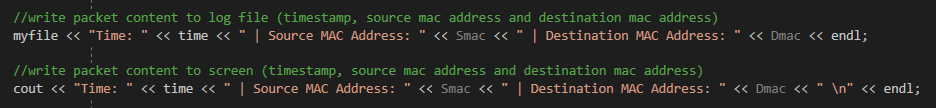 //write packet content to log file (timestamp, source mac address and destination mac address)
myfile << "Time: " << time << " | Source MAC Address: " << Smac << " | Destination MAC Address: " << Dmac << endl;
//write packet content to screen (timestamp, source mac address and destination mac address)
cout << "Time: " << time << " | Source MAC Address: " << Smac << " | Destination MAC Address: " << Dmac << " \n" << endl;